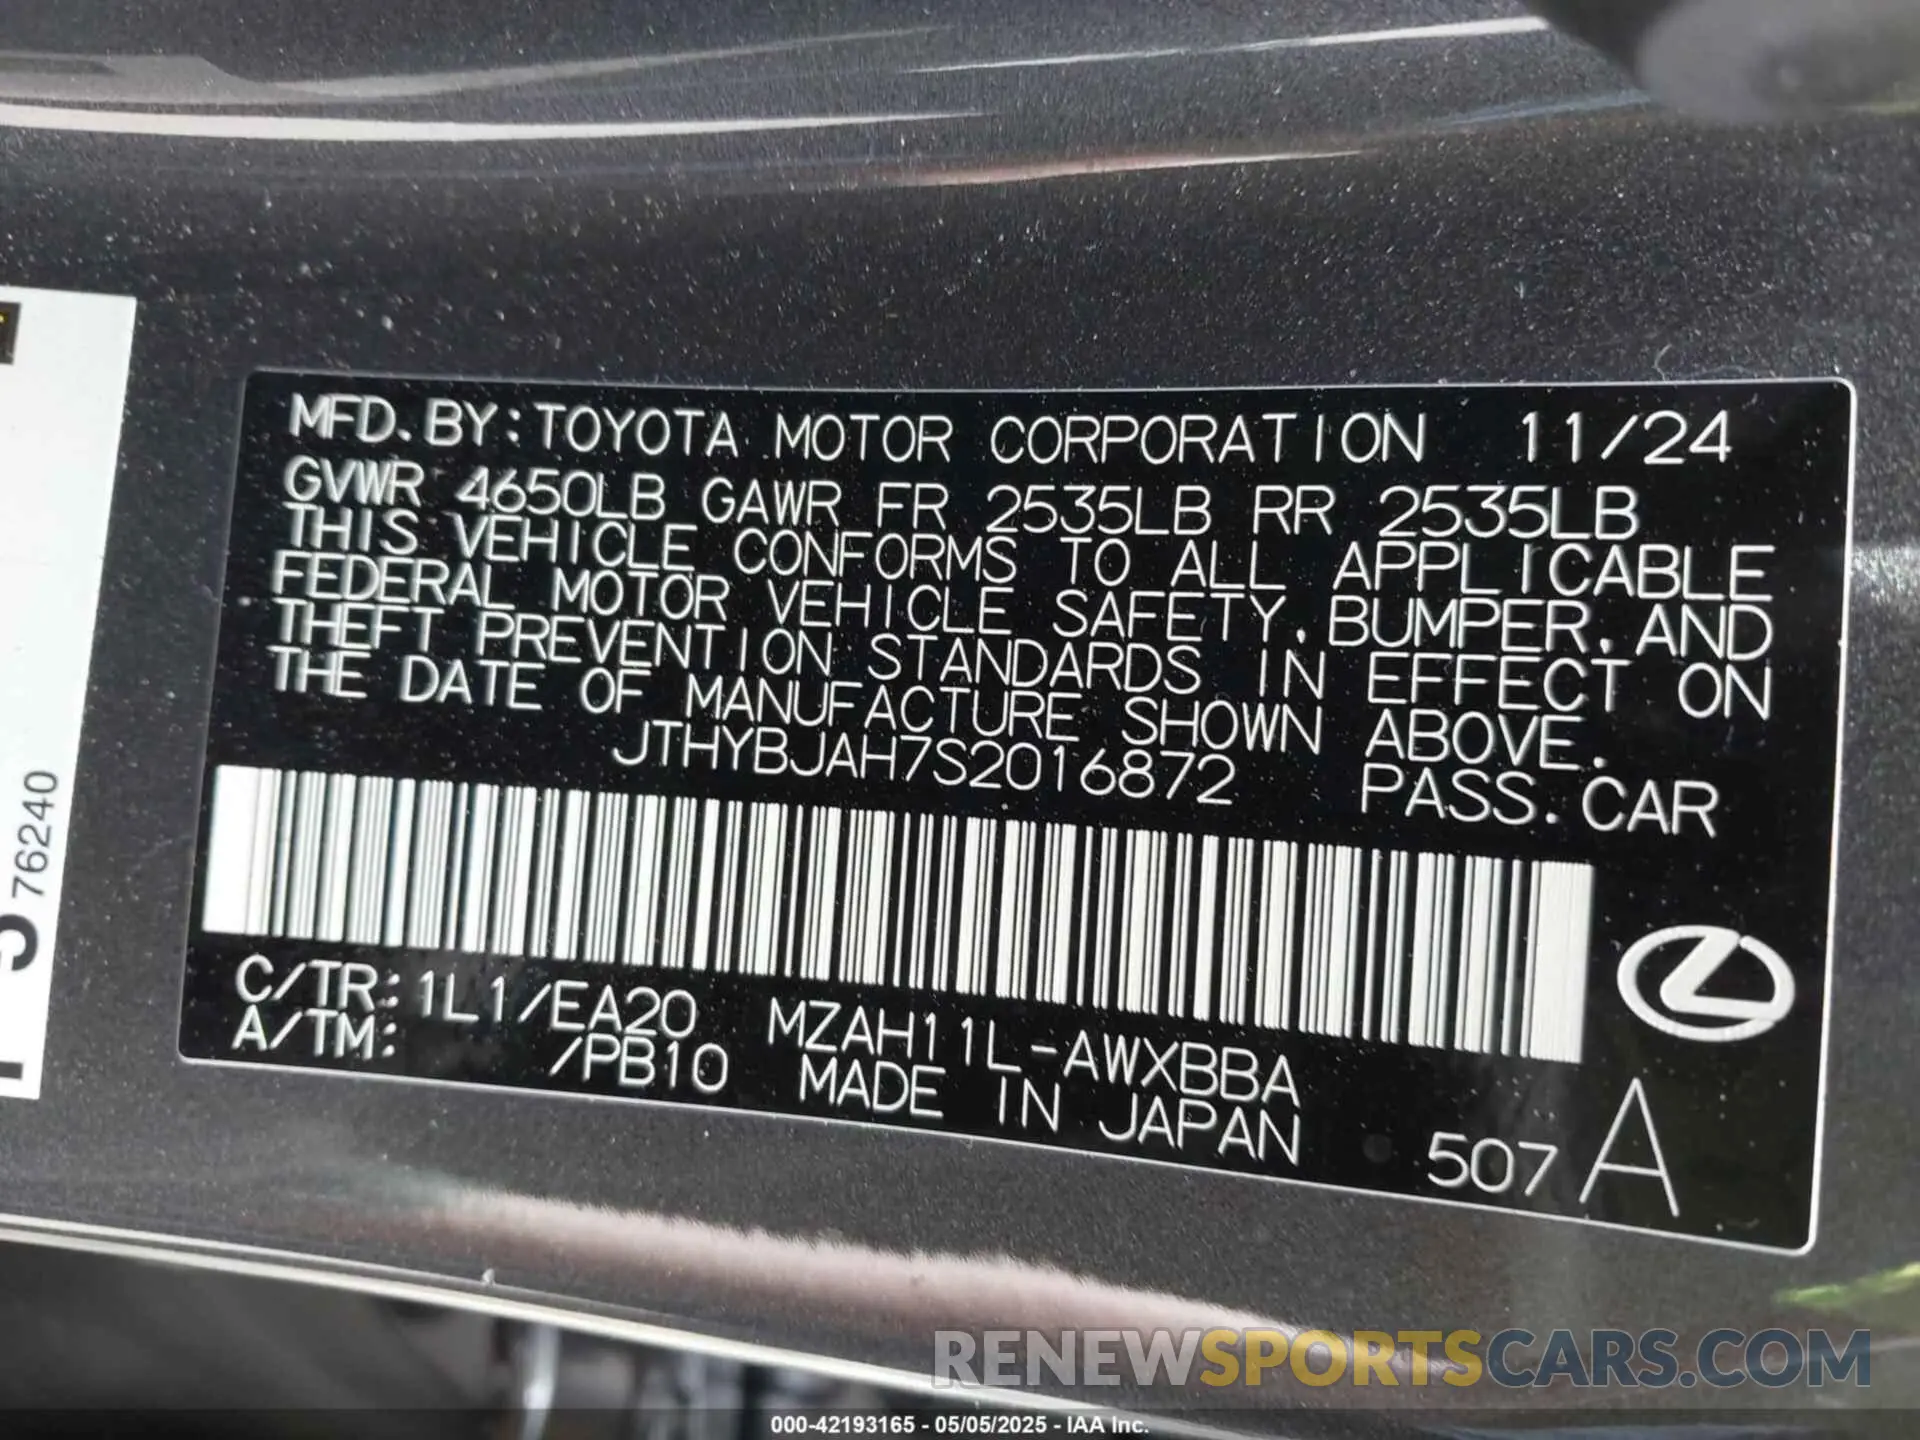 MFD. BY: TOYOTA MOTOR CORPORATION 11/24
GVWR 4650LB GAWR FR 2535LB RR 2535LB
THIS VEHICLE CONFORMS TO ALL APPLICABLE
FEDERAL MOTOR VEHICLE SAFETY, BUMPER, AND
THEFT PREVENTION STANDARDS IN EFFECT ON
THE DATE OF MANUFACTURE SHOWN ABOVE.
JTHYBJAH7S2016872 PASS. CAR
C/TR: 1L1/EA20 MZAH11L-AWXBBA
A/TM: /PB10 MADE IN JAPAN
507 A
76240
RENEWSPORTSCARS.COM
000-42193165 - 05/05/2025 - IAA Inc.